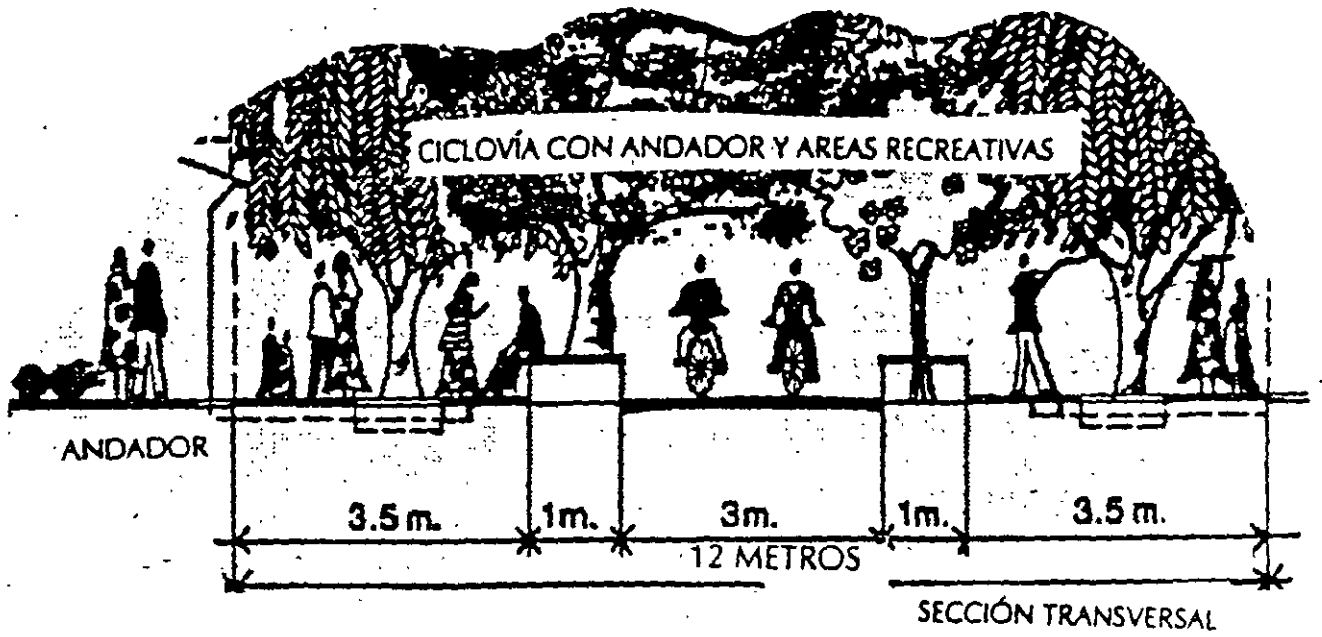 CICLOVÍA CON ANDADOR Y AREAS RECREATIVAS
ANDADOR
3.5 m. 1m. 3m. 1m. 3.5 m.
12 METROS
SECCIÓN TRANSVERSAL